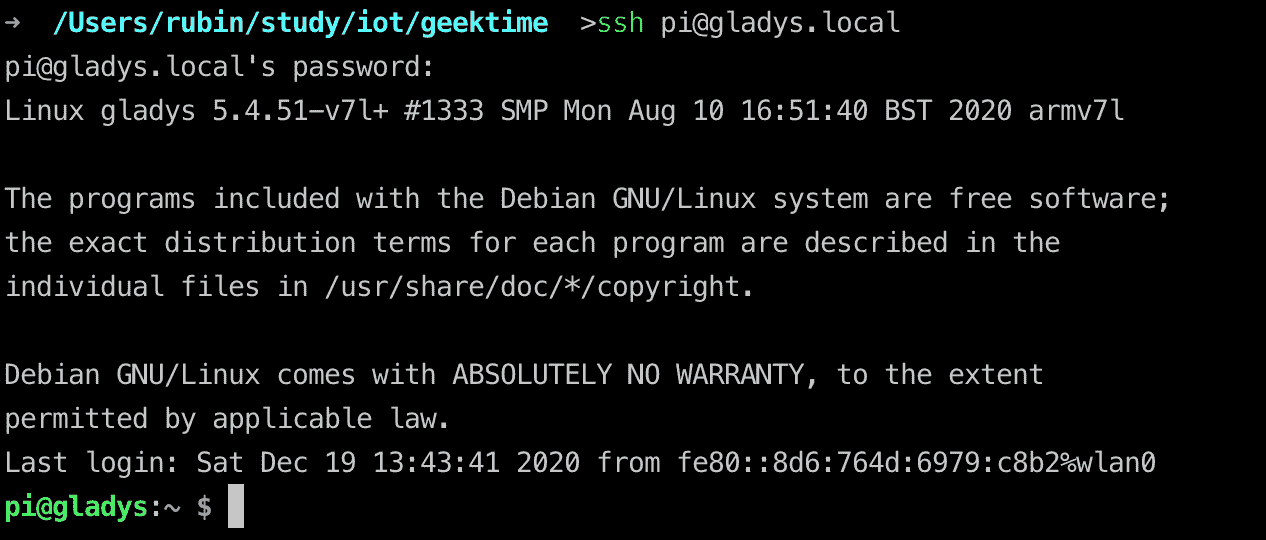 ➜  /Users/rubin/study/iot/geektime  >ssh pi@gladys.local
pi@gladys.local's password:
Linux gladys 5.4.51-v7l+ #1333 SMP Mon Aug 10 16:51:40 BST 2020 armv7l
The programs included with the Debian GNU/Linux system are free software;
the exact distribution terms for each program are described in the
individual files in /usr/share/doc/*/copyright.
Debian GNU/Linux comes with ABSOLUTELY NO WARRANTY, to the extent
permitted by applicable law.
Last login: Sat Dec 19 13:43:41 2020 from fe80::8d6:764d:6979:c8b2%wlan0
pi@gladys:~ $